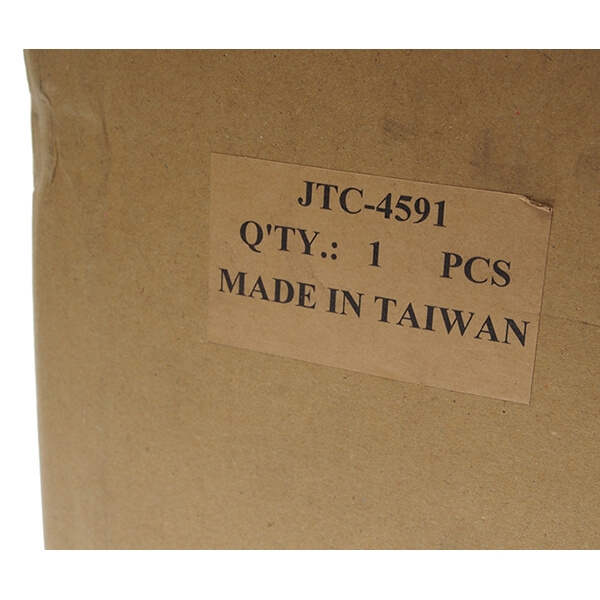 JTC-4591
Q'TY.: 1 PCS
MADE IN TAIWAN